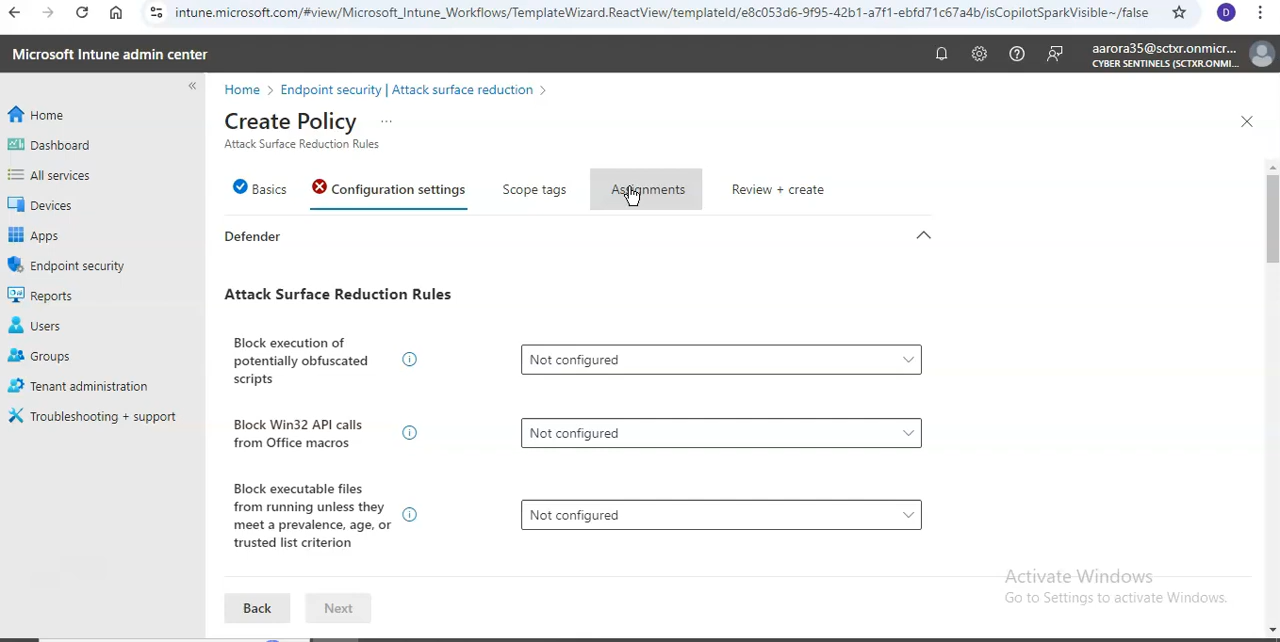 intune.microsoft.com/#view/Microsoft_Intune_Workflows/TemplateWizard.ReactView/templateId/e8c053d6-9f95-42b1-a7f1-ebfd71c67a4b/isCopilotSparkVisible~/false
D
Microsoft Intune admin center
aarora35@sctxr.onmicr...
CYBER SENTINELS (SCTXR.ONMI...
Home
Dashboard
All services
Devices
Apps
Endpoint security
Reports
Users
Groups
Tenant administration
Troubleshooting + support
Home > Endpoint security | Attack surface reduction >
Create Policy ...
Attack Surface Reduction Rules
Basics Configuration settings Scope tags Assignments Review + create
Defender
Attack Surface Reduction Rules
Block execution of
potentially obfuscated
scripts
Not configured
Block Win32 API calls
from Office macros
Not configured
Block executable files
from running unless they
meet a prevalence, age, or
trusted list criterion
Not configured
Back Next
Activate Windows
Go to Settings to activate Windows.